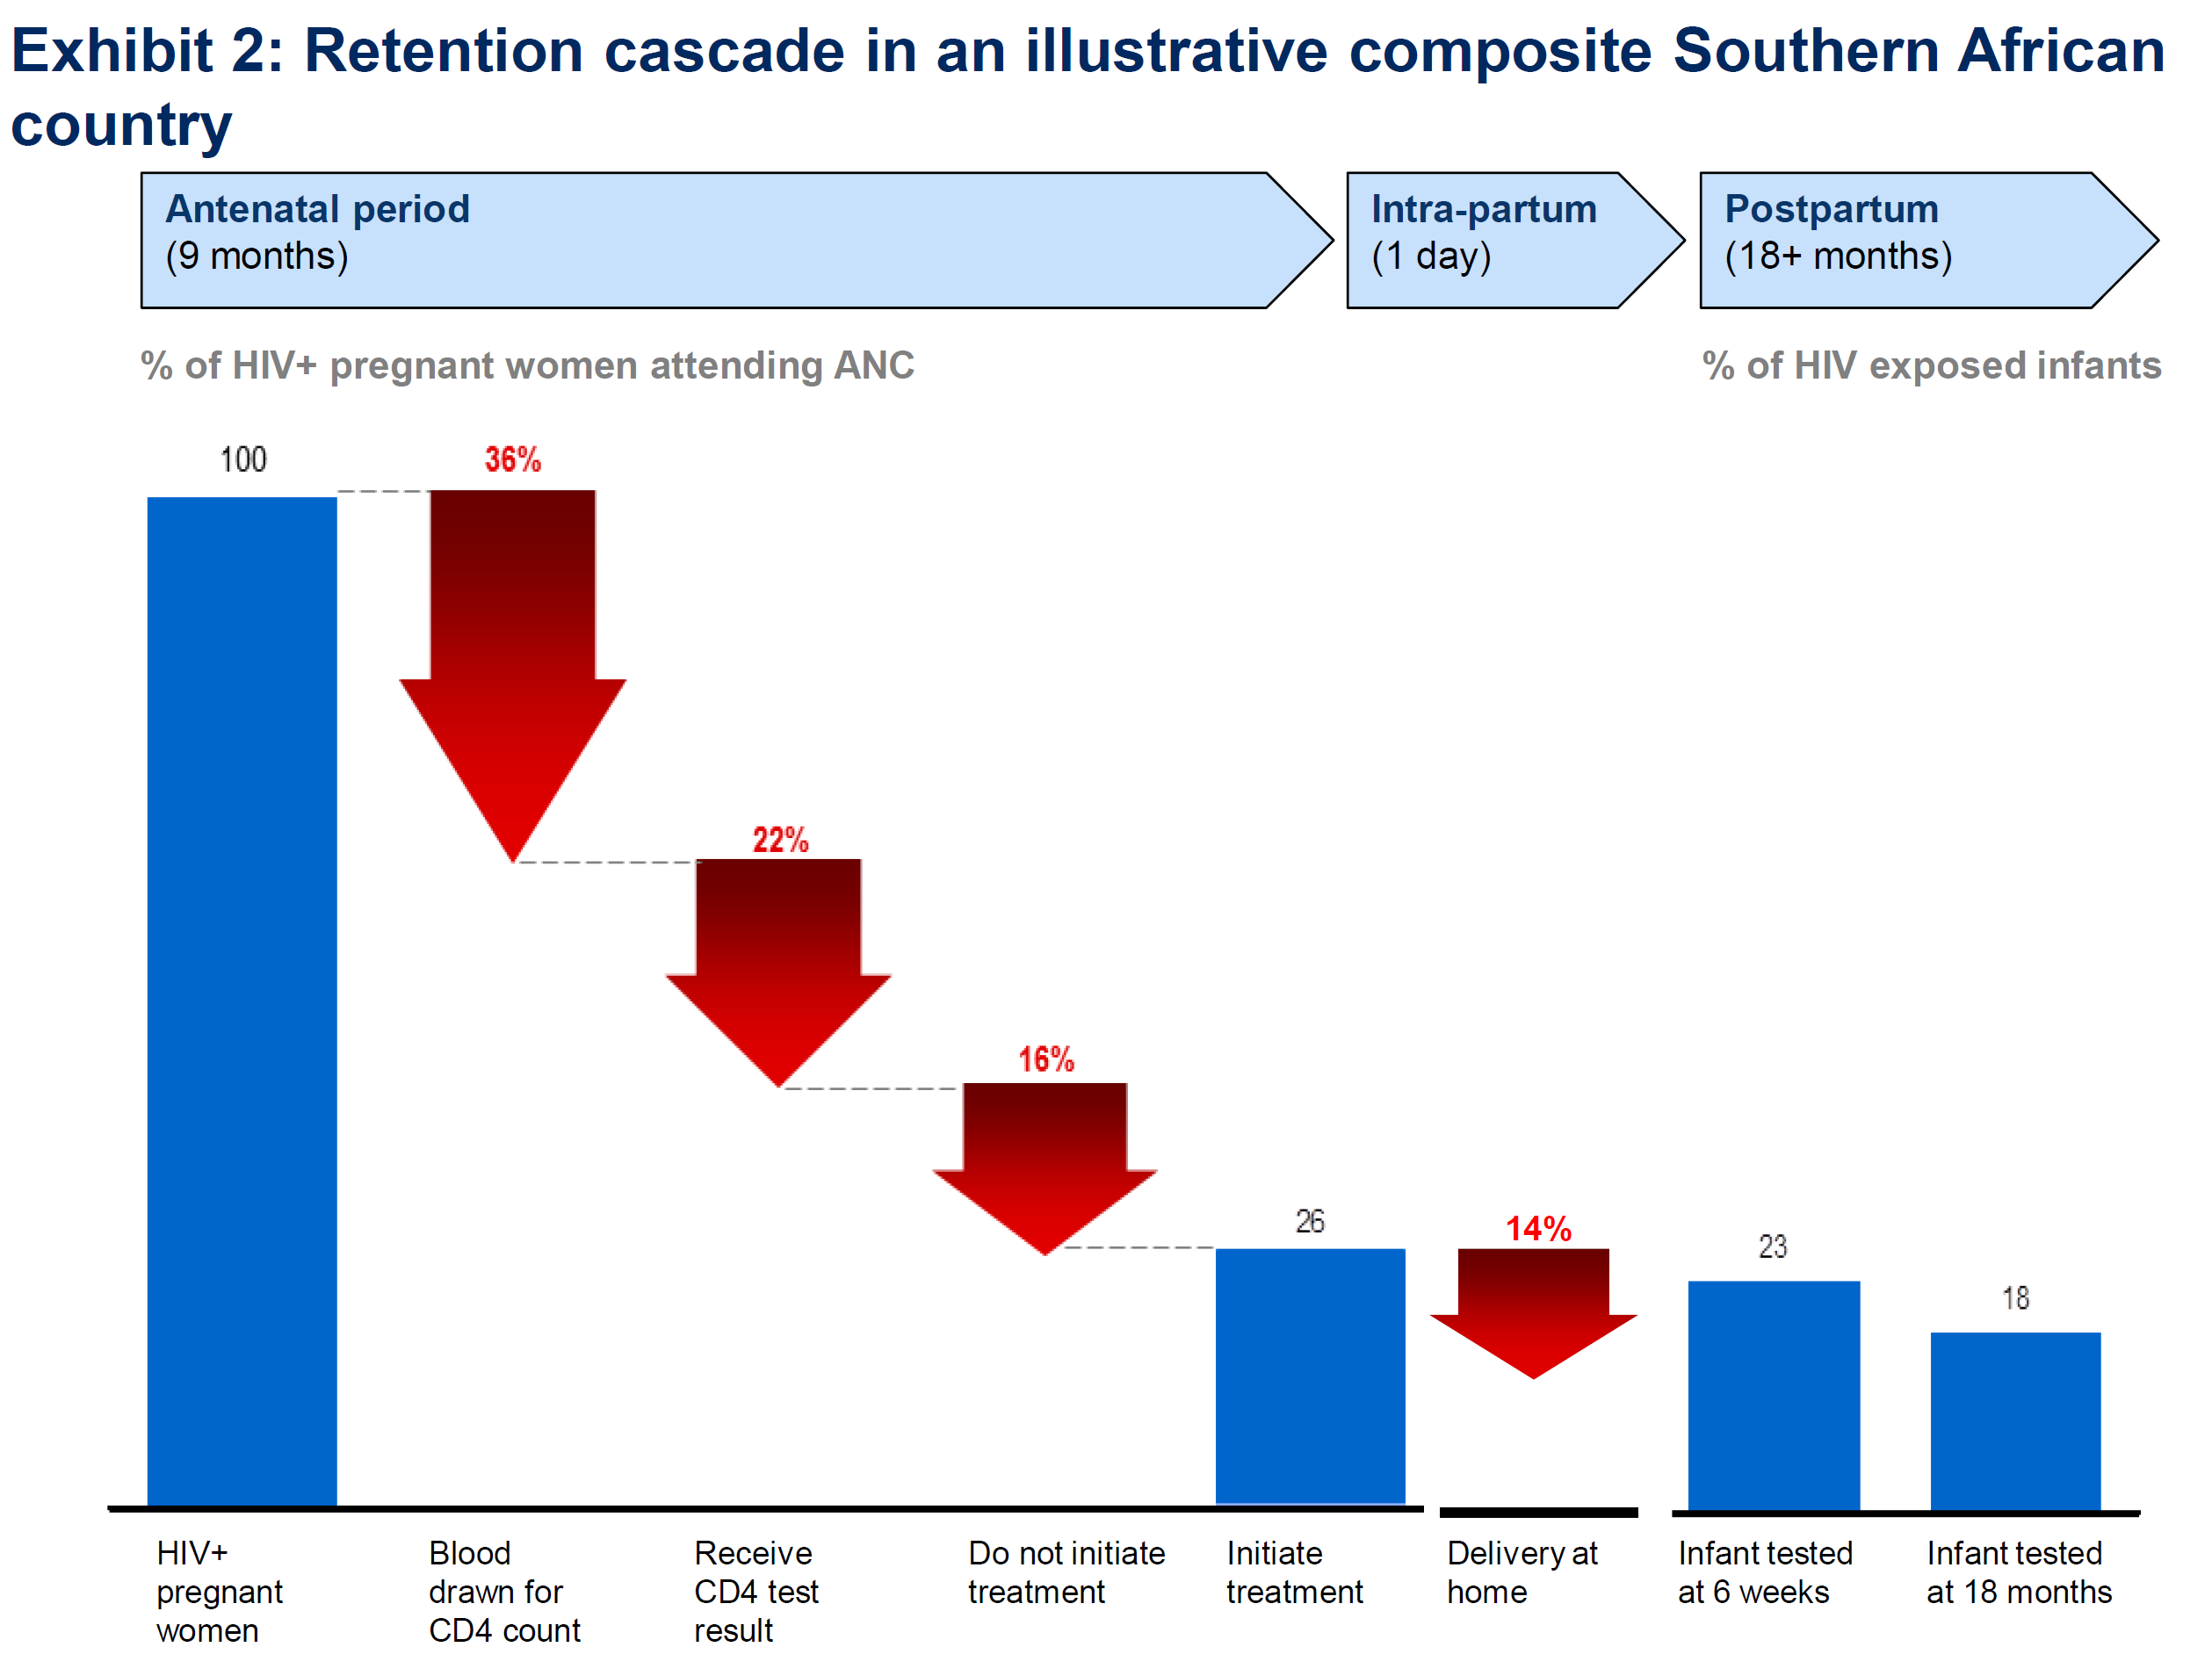 Exhibit 2: Retention cascade in an illustrative composite Southern African
country
Antenatal period
(9 months)
Intra-partum
(1 day)
Postpartum
(18+ months)
% of HIV+ pregnant women attending ANC
% of HIV exposed infants
100
36%
22%
16%
26
14%
23
18
HIV+
pregnant
women
Blood
drawn for
CD4 count
Receive
CD4 test
result
Do not initiate
treatment
Initiate
treatment
Delivery at
home
Infant tested
at 6 weeks
Infant tested
at 18 months